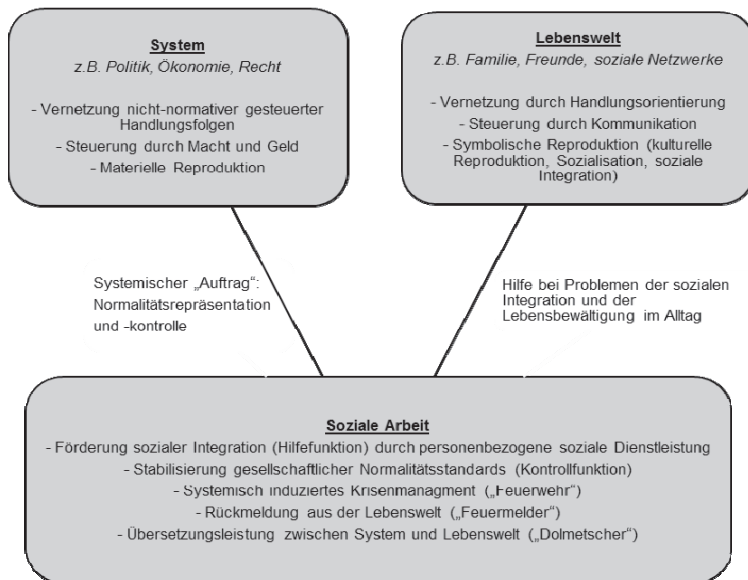 System
z.B. Politik, Ökonomie, Recht
- Vernetzung nicht-normativer gesteuerter
Handlungsfolgen
- Steuerung durch Macht und Geld
- Materielle Reproduktion
Lebenswelt
z.B. Familie, Freunde, soziale Netzwerke
- Vernetzung durch Handlungsorientierung
- Steuerung durch Kommunikation
- Symbolische Reproduktion (kulturelle
Reproduktion, Sozialisation, soziale
Integration)
Systemischer „Auftrag“:
Normalitätsrepräsentation
und -kontrolle
Hilfe bei Problemen der sozialen
Integration und der
Lebensbewältigung im Alltag
Soziale Arbeit
- Förderung sozialer Integration (Hilfefunktion) durch personenbezogene soziale Dienstleistung
- Stabilisierung gesellschaftlicher Normalitätsstandards (Kontrollfunktion)
- Systemisch induziertes Krisenmanagment („Feuerwehr“)
- Rückmeldung aus der Lebenswelt („Feuermelder“)
- Übersetzungsleistung zwischen System und Lebenswelt („Dolmetscher“)